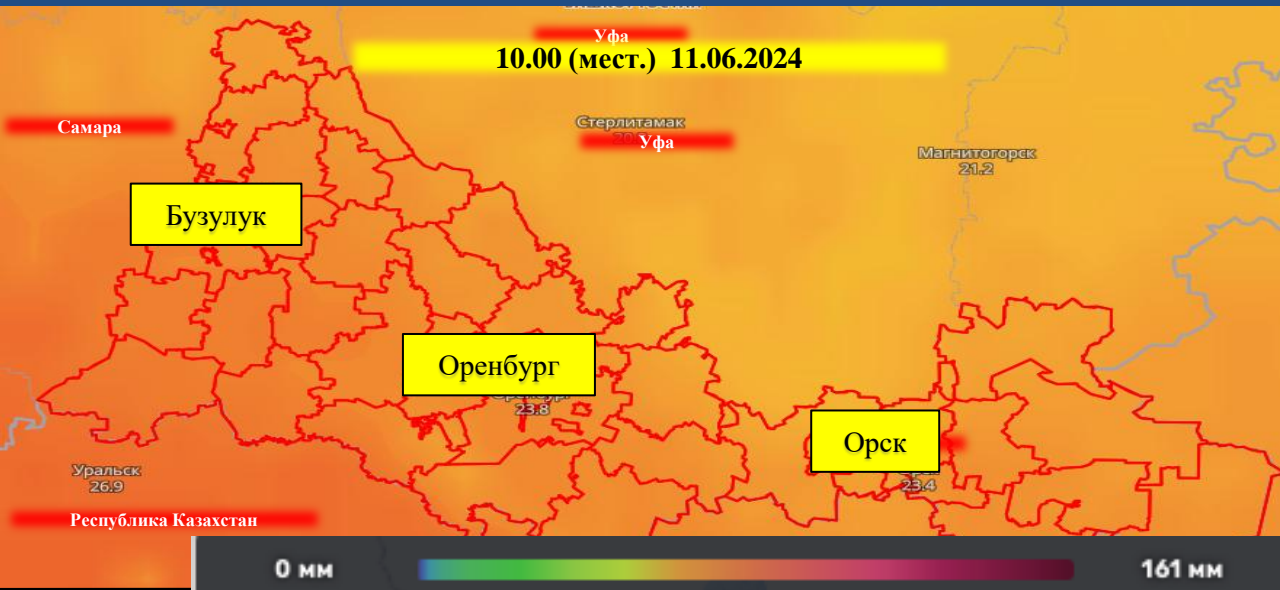 Уфа
10.00 (мест.) 11.06.2024
Самара
Стерлитамак
Уфа
Магнитогорск
21.2
Бузулук
Оренбург
23.8
Орск
23.4
Уральск
26.9
Республика Казахстан
0 мм
161 мм